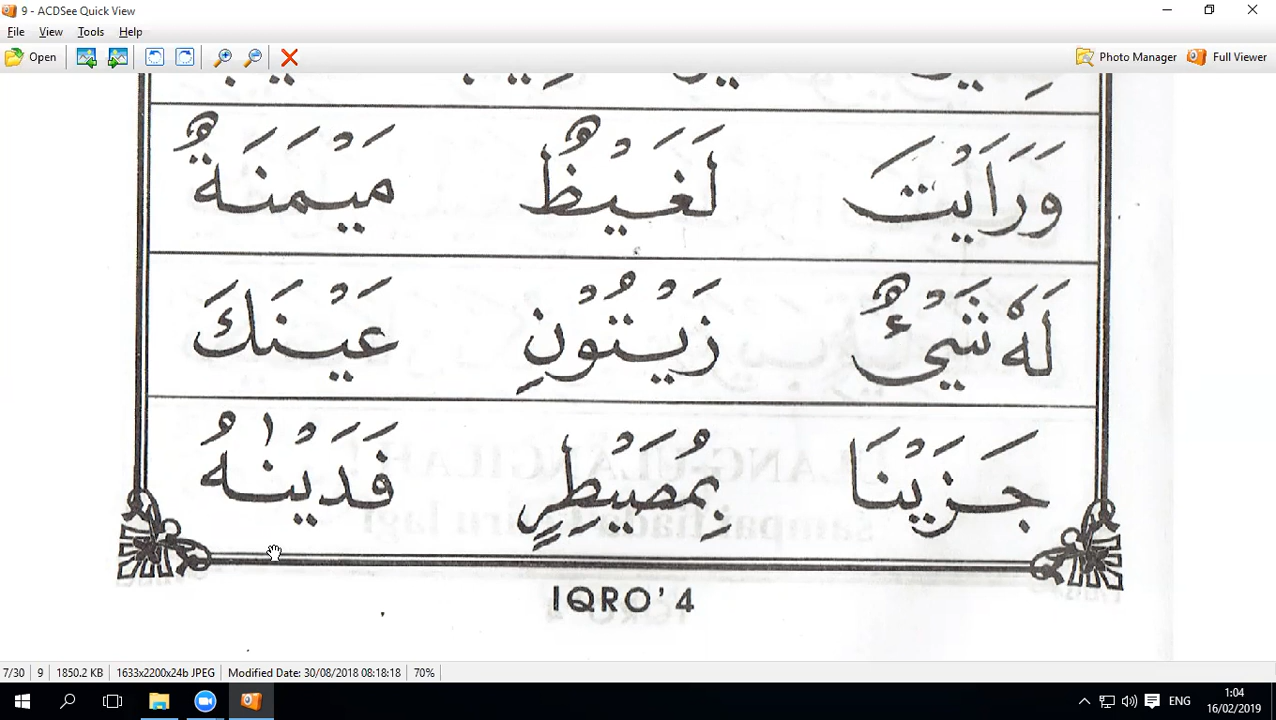 9 - ACDSee Quick View
File View Tools Help
Open Photo Manager Full Viewer
وَرَاَيْتَ لَغَيْظٌ مَيْمَنَةٌ
لَهٗ شَيْءٌ زَيْتُوْنِ عَيْنَكَ
جَزَيْنَا بِمُصَيْطِرٍ فَدَيْنٰهُ
IQRO' 4
7/30 9 1850.2 KB 1633x2200x24b JPEG Modified Date: 30/08/2018 08:18:18 70%
ENG 1:04
16/02/2019